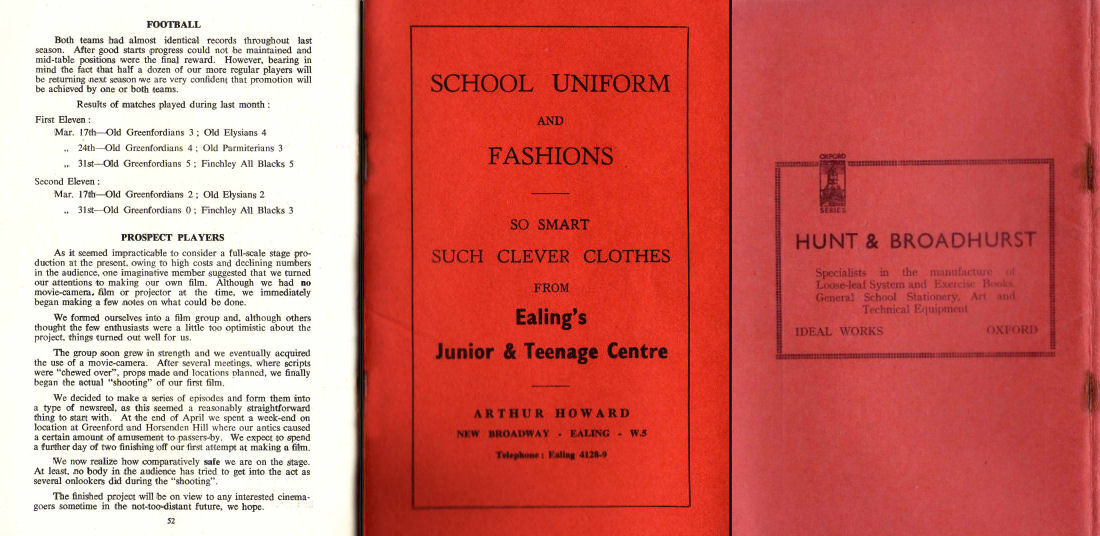 FOOTBALL
Both teams had almost identical records throughout last
season. After good starts progress could not be maintained and
mid-table positions were the final reward. However, bearing in
mind the fact that half a dozen of our more regular players will
be returning next season we are very confident that promotion will
be achieved by one or both teams.
Results of matches played during last month :
First Eleven :
Mar. 17th—Old Greenfordians 3 ; Old Elysians 4
„ 24th—Old Greenfordians 4 ; Old Parmiterians 3
„ 31st—Old Greenfordians 5 ; Finchley All Blacks 5
Second Eleven :
Mar. 17th—Old Greenfordians 2 ; Old Elysians 2
„ 31st—Old Greenfordians 0 ; Finchley All Blacks 3
PROSPECT PLAYERS
As it seemed impracticable to consider a full-scale stage pro-
duction at the present, owing to high costs and declining numbers
in the audience, one imaginative member suggested that we turned
our attentions to making our own film. Although we had no
movie-camera, film or projector at the time, we immediately
began making a few notes on what could be done.
We formed ourselves into a film group and, although others
thought the few enthusiasts were a little too optimistic about the
project, things turned out well for us.
The group soon grew in strength and we eventually acquired
the use of a movie-camera. After several meetings, where scripts
were "chewed over", props made and locations planned, we finally
began the actual "shooting" of our first film.
We decided to make a series of episodes and form them into
a type of newsreel, as this seemed a reasonably straightforward
thing to start with. At the end of April we spent a week-end on
location at Greenford and Horsenden Hill where our antics caused
a certain amount of amusement to passers-by. We expect to spend
a further day of two finishing off our first attempt at making a film.
We now realize how comparatively safe we are on the stage.
At least, no body in the audience has tried to get into the act as
several onlookers did during the "shooting".
The finished project will be on view to any interested cinema-
goers sometime in the not-too-distant future, we hope.
52
SCHOOL UNIFORM
AND
FASHIONS
SO SMART
SUCH CLEVER CLOTHES
FROM
Ealing's
Junior & Teenage Centre
ARTHUR HOWARD
NEW BROADWAY - EALING - W.5
Telephone : Ealing 4128-9
OXFORD
SERIES
HUNT & BROADHURST
Specialists in the manufacture of
Loose-leaf System and Exercise Books
General School Stationery, Art and
Technical Equipment
IDEAL WORKS OXFORD